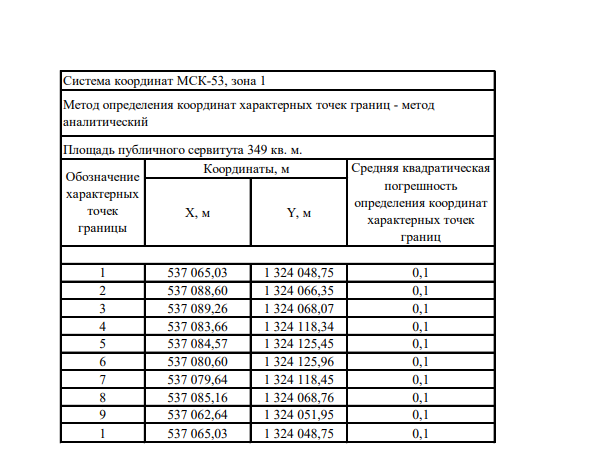 Система координат МСК-53, зона 1
Метод определения координат характерных точек границ - метод
аналитический
Площадь публичного сервитута 349 кв. м.
Обозначение
характерных
точек
границы
Координаты, м
X, м
Y, м
Средняя квадратическая
погрешность
определения координат
характерных точек
границ
1 537 065,03 1 324 048,75 0,1
2 537 088,60 1 324 066,35 0,1
3 537 089,26 1 324 068,07 0,1
4 537 083,66 1 324 118,34 0,1
5 537 084,57 1 324 125,45 0,1
6 537 080,60 1 324 125,96 0,1
7 537 079,64 1 324 118,45 0,1
8 537 085,16 1 324 068,76 0,1
9 537 062,64 1 324 051,95 0,1
1 537 065,03 1 324 048,75 0,1